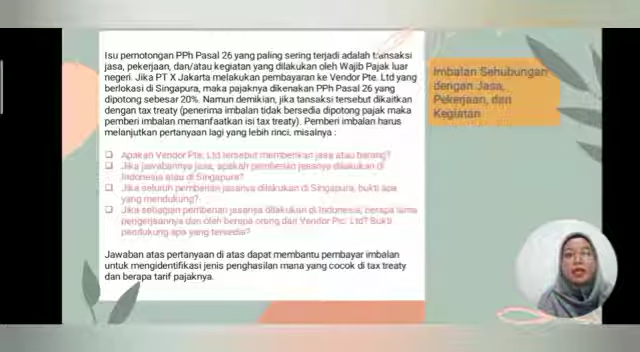 Isu pemotongan PPh Pasal 26 yang paling sering terjadi adalah transaksi
jasa, pekerjaan, dan/atau kegiatan yang dilakukan oleh Wajib Pajak luar
negeri. Jika PT X Jakarta melakukan pembayaran ke Vendor Pte. Ltd yang
berlokasi di Singapura, maka pajaknya dikenakan PPh Pasal 26 yang
dipotong sebesar 20%. Namun demikian, jika tansaksi tersebut dikaitkan
dengan tax treaty (penerima imbalan tidak bersedia dipotong pajak maka
pemberi imbalan memanfaatkan isi tax treaty). Pemberi imbalan harus
melanjutkan pertanyaan lagi yang lebih rinci, misalnya :
Apakah Vendor Pte. Ltd tersebut memberikan jasa atau barang?
Jika jawabannya jasa, apakah pemberian jasanya dilakukan di
Indonesia atau di Singapura?
Jika seluruh pemberian jasanya dilakukan di Singapura, bukti apa
yang mendukung?
Jika sebagian pemberian jasanya dilakukan di Indonesia, berapa lama
pengerjaannya dan oleh berapa orang dari Vendor Pte. Ltd? Bukti
pendukung apa yang tersedia?
Jawaban atas pertanyaan di atas dapat membantu pembayar imbalan
untuk mengidentifikasi jenis penghasilan mana yang cocok di tax treaty
dan berapa tarif pajaknya.
Imbalan Sehubungan
dengan Jasa,
Pekerjaan, dan
Kegiatan